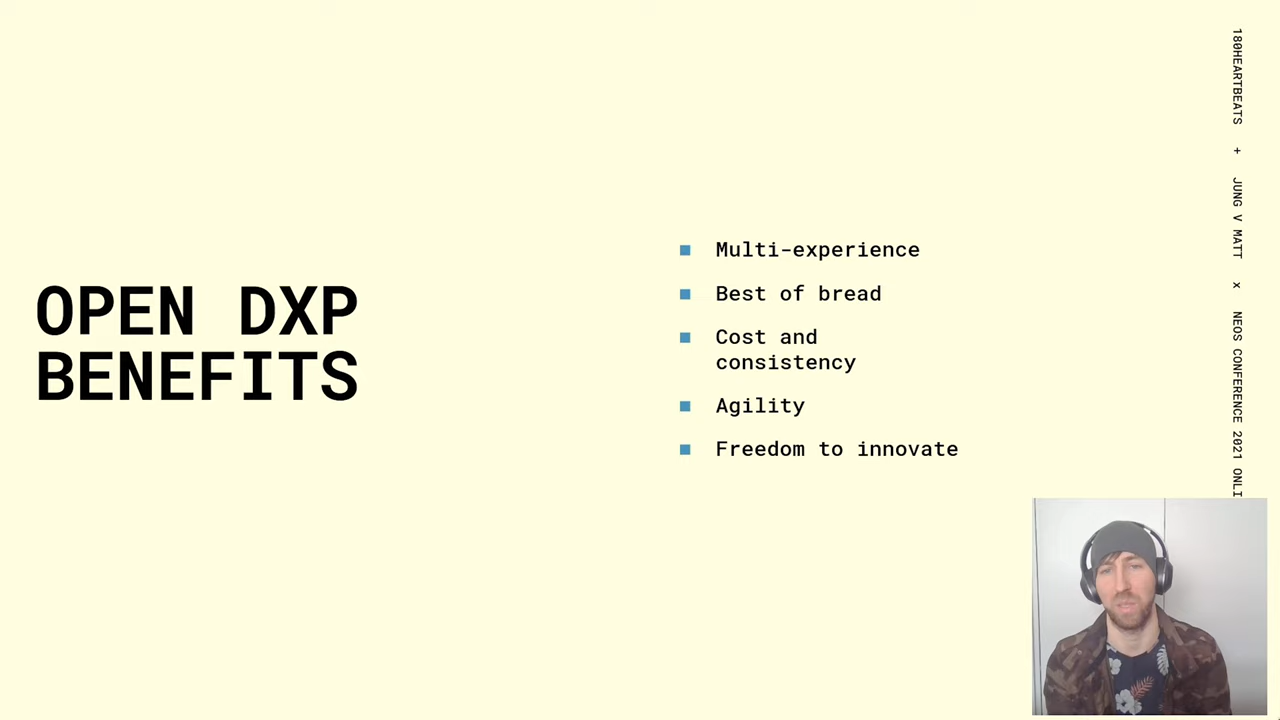 OPEN DXP
BENEFITS
Multi-experience
Best of bread
Cost and
consistency
Agility
Freedom to innovate
180HEARTBEATS + JUNG V MATT x NEOS CONFERENCE 2021 ONLI